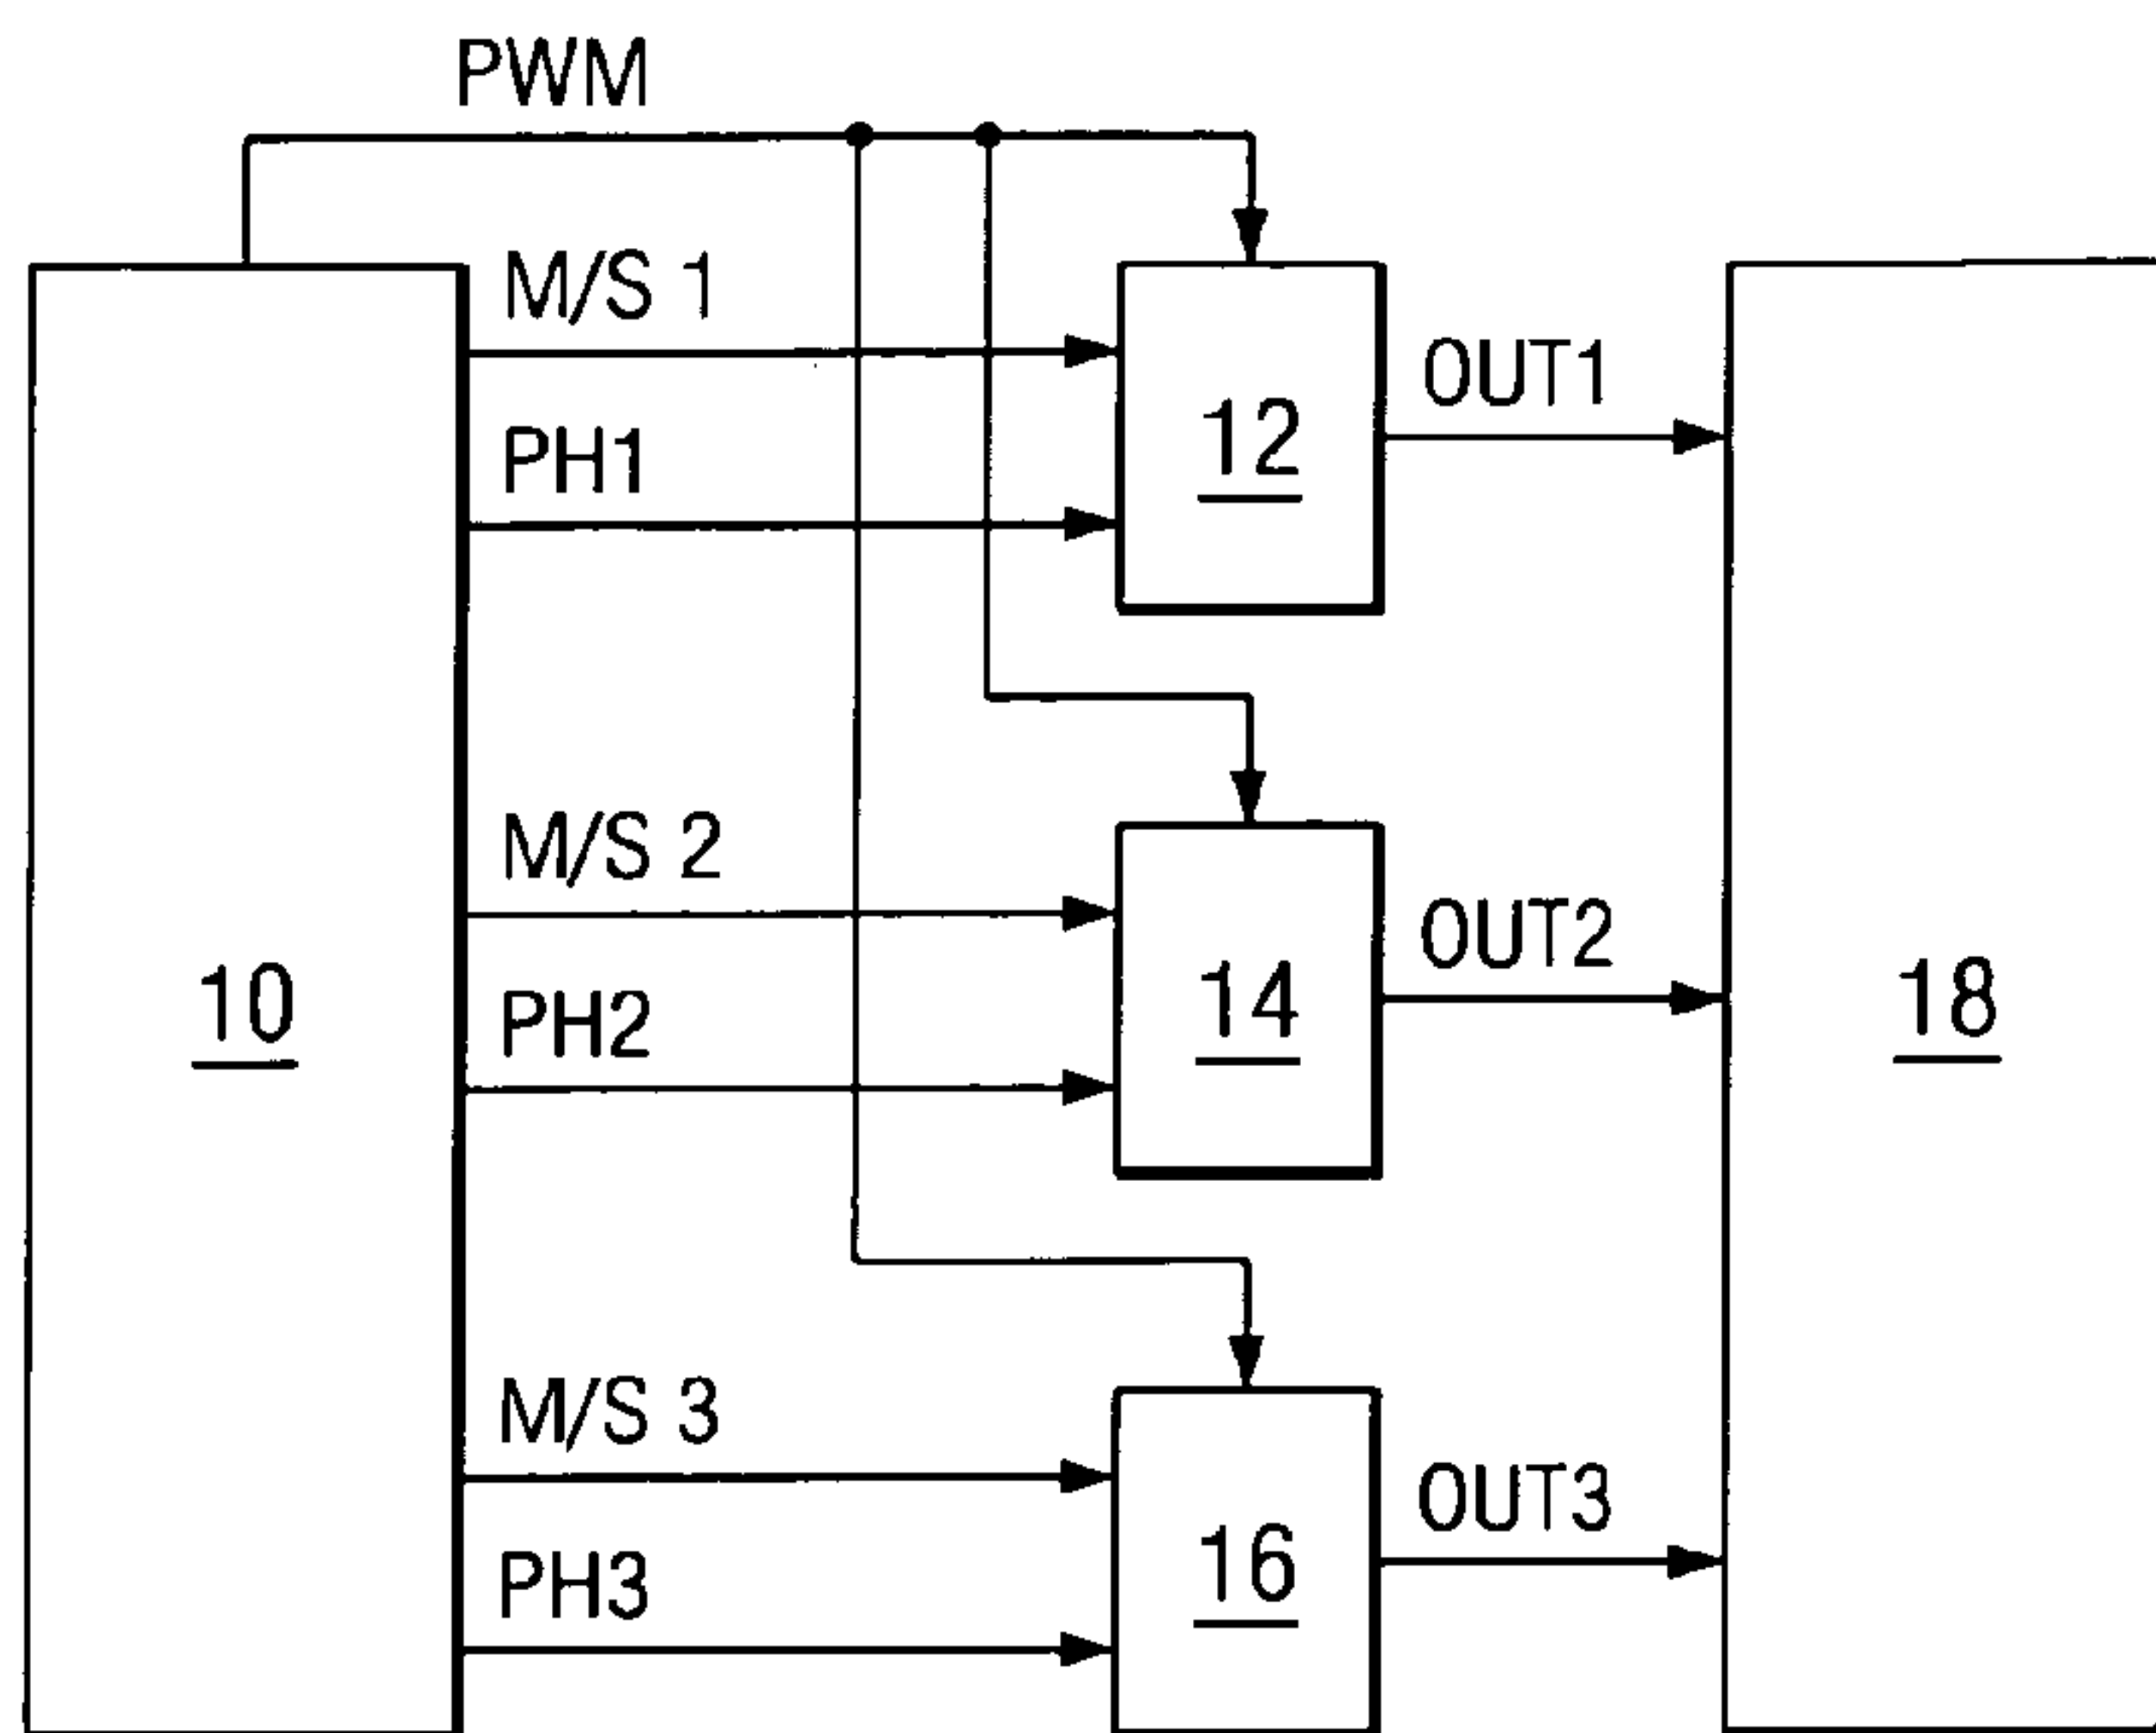 PWM
M/S 1
PH1
12
OUT1
M/S 2
PH2
10
14
OUT2
18
M/S 3
PH3
16
OUT3